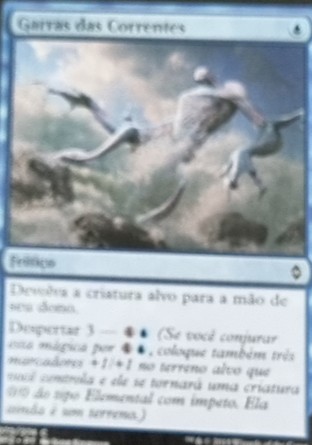 Garras das Correntes
Feitiço
Devolva a criatura alvo para a mão de
seu dono.
Despertar 3 — (Se você conjurar
esta mágica por, coloque também três
marcadores +1/+1 no terreno alvo que
você controla e ele se tornará uma criatura
0/0 do tipo Elemental com ímpeto. Ela
ainda é um terreno.)